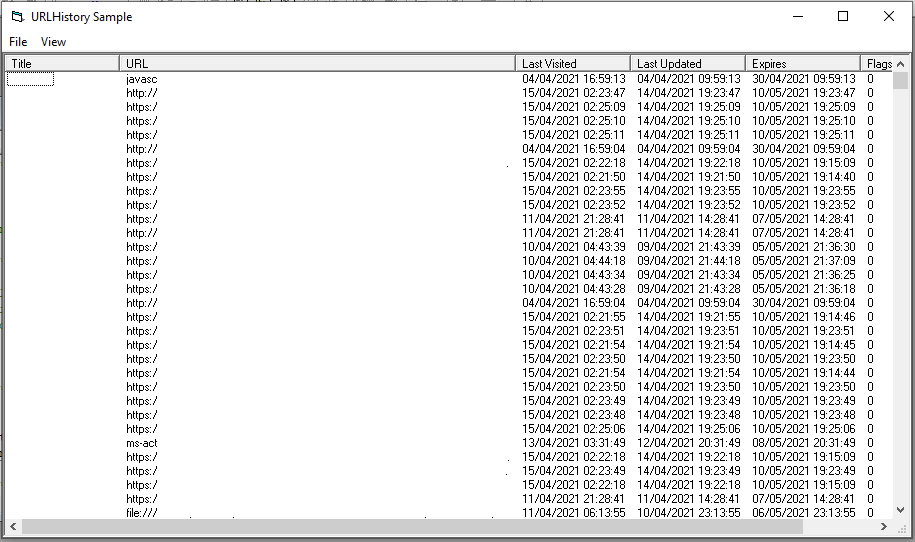 URLHistory Sample
File View
Title URL Last Visited Last Updated Expires Flags
javasc 04/04/2021 16:59:13 04/04/2021 09:59:13 30/04/2021 09:59:13 0
http:// 15/04/2021 02:23:47 14/04/2021 19:23:47 10/05/2021 19:23:47 0
https:/ 15/04/2021 02:25:09 14/04/2021 19:25:09 10/05/2021 19:25:09 0
https:/ 15/04/2021 02:25:10 14/04/2021 19:25:10 10/05/2021 19:25:10 0
https:/ 15/04/2021 02:25:11 14/04/2021 19:25:11 10/05/2021 19:25:11 0
http:// 04/04/2021 16:59:04 04/04/2021 09:59:04 30/04/2021 09:59:04 0
https:/ 15/04/2021 02:22:18 14/04/2021 19:22:18 10/05/2021 19:15:09 0
https:/ 15/04/2021 02:21:50 14/04/2021 19:21:50 10/05/2021 19:14:40 0
https:/ 15/04/2021 02:23:55 14/04/2021 19:23:55 10/05/2021 19:23:55 0
https:/ 15/04/2021 02:23:52 14/04/2021 19:23:52 10/05/2021 19:23:52 0
https:/ 11/04/2021 21:28:41 11/04/2021 14:28:41 07/05/2021 14:28:41 0
http:// 11/04/2021 21:28:41 11/04/2021 14:28:41 07/05/2021 14:28:41 0
https:/ 10/04/2021 04:43:39 09/04/2021 21:43:39 05/05/2021 21:36:30 0
https:/ 10/04/2021 04:44:18 09/04/2021 21:44:18 05/05/2021 21:37:09 0
https:/ 10/04/2021 04:43:34 09/04/2021 21:43:34 05/05/2021 21:36:25 0
https:/ 10/04/2021 04:43:28 09/04/2021 21:43:28 05/05/2021 21:36:18 0
http:// 04/04/2021 16:59:04 04/04/2021 09:59:04 30/04/2021 09:59:04 0
https:/ 15/04/2021 02:21:55 14/04/2021 19:21:55 10/05/2021 19:14:46 0
https:/ 15/04/2021 02:23:51 14/04/2021 19:23:51 10/05/2021 19:23:51 0
https:/ 15/04/2021 02:21:54 14/04/2021 19:21:54 10/05/2021 19:14:45 0
https:/ 15/04/2021 02:23:50 14/04/2021 19:23:50 10/05/2021 19:23:50 0
https:/ 15/04/2021 02:21:54 14/04/2021 19:21:54 10/05/2021 19:14:44 0
https:/ 15/04/2021 02:23:50 14/04/2021 19:23:50 10/05/2021 19:23:50 0
https:/ 15/04/2021 02:23:49 14/04/2021 19:23:49 10/05/2021 19:23:49 0
https:/ 15/04/2021 02:23:48 14/04/2021 19:23:48 10/05/2021 19:23:48 0
https:/ 15/04/2021 02:25:06 14/04/2021 19:25:06 10/05/2021 19:25:06 0
ms-act 13/04/2021 03:31:49 12/04/2021 20:31:49 08/05/2021 20:31:49 0
https:/ 15/04/2021 02:22:18 14/04/2021 19:22:18 10/05/2021 19:15:09 0
https:/ 15/04/2021 02:23:49 14/04/2021 19:23:49 10/05/2021 19:23:49 0
https:/ 15/04/2021 02:22:18 14/04/2021 19:22:18 10/05/2021 19:15:09 0
https:/ 11/04/2021 21:28:41 11/04/2021 14:28:41 07/05/2021 14:28:41 0
file:/// 11/04/2021 06:13:55 10/04/2021 23:13:55 06/05/2021 23:13:55 0